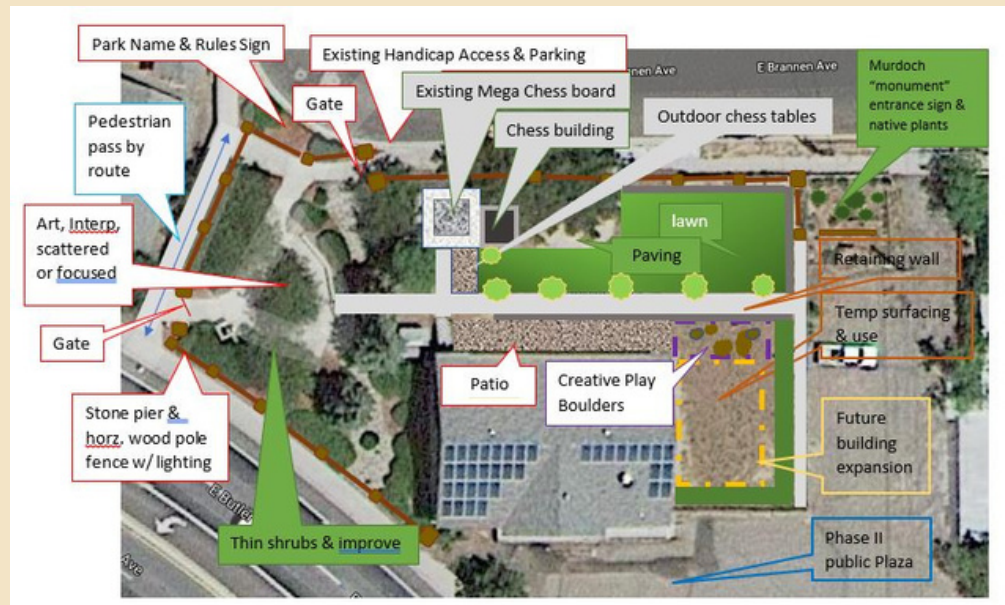 Park Name & Rules Sign
Existing Handicap Access & Parking
nnen Ave
E Brannen Ave
Murdoch
"monument"
entrance sign &
native plants
Existing Mega Chess board
Gate
Outdoor chess tables
Chess building
Pedestrian
pass by
route
lawn
Art, Interp,
scattered
or focused
Paving
Retaining wall
Temp surfacing
& use
Gate
Patio
Creative Play
Boulders
Stone pier &
horz, wood pole
fence w/ lighting
Future
building
expansion
E Butler
Thin shrubs & improve
Phase II
public Plaza
Ave